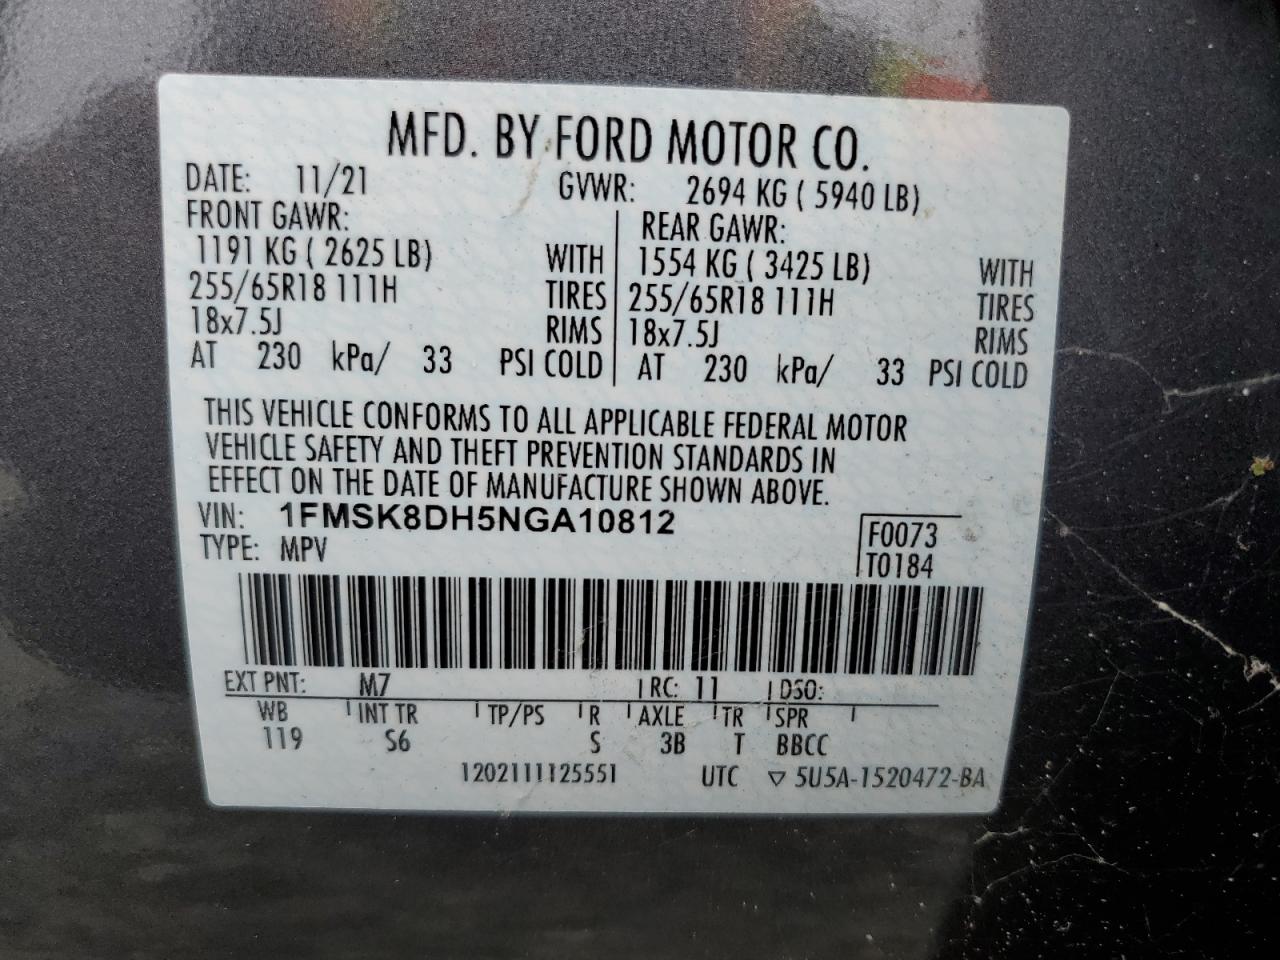 MFD. BY FORD MOTOR CO.
DATE: 11/21 GVWR: 2694 KG ( 5940 LB)
FRONT GAWR: REAR GAWR:
1191 KG ( 2625 LB) WITH 1554 KG ( 3425 LB) WITH
255/65R18 111H TIRES 255/65R18 111H TIRES
18x7.5J RIMS 18x7.5J RIMS
AT 230 kPa/ 33 PSI COLD AT 230 kPa/ 33 PSI COLD
THIS VEHICLE CONFORMS TO ALL APPLICABLE FEDERAL MOTOR
VEHICLE SAFETY AND THEFT PREVENTION STANDARDS IN
EFFECT ON THE DATE OF MANUFACTURE SHOWN ABOVE.
VIN: 1FMSK8DH5NGA10812
TYPE: MPV
F0073
T0184
EXT PNT: M7 RC: 11 DSO:
WB INT TR TP/PS R AXLE TR SPR
119 S6 S 3B T BBCC
1202111125551 UTC ▽ 5U5A-1520472-BA